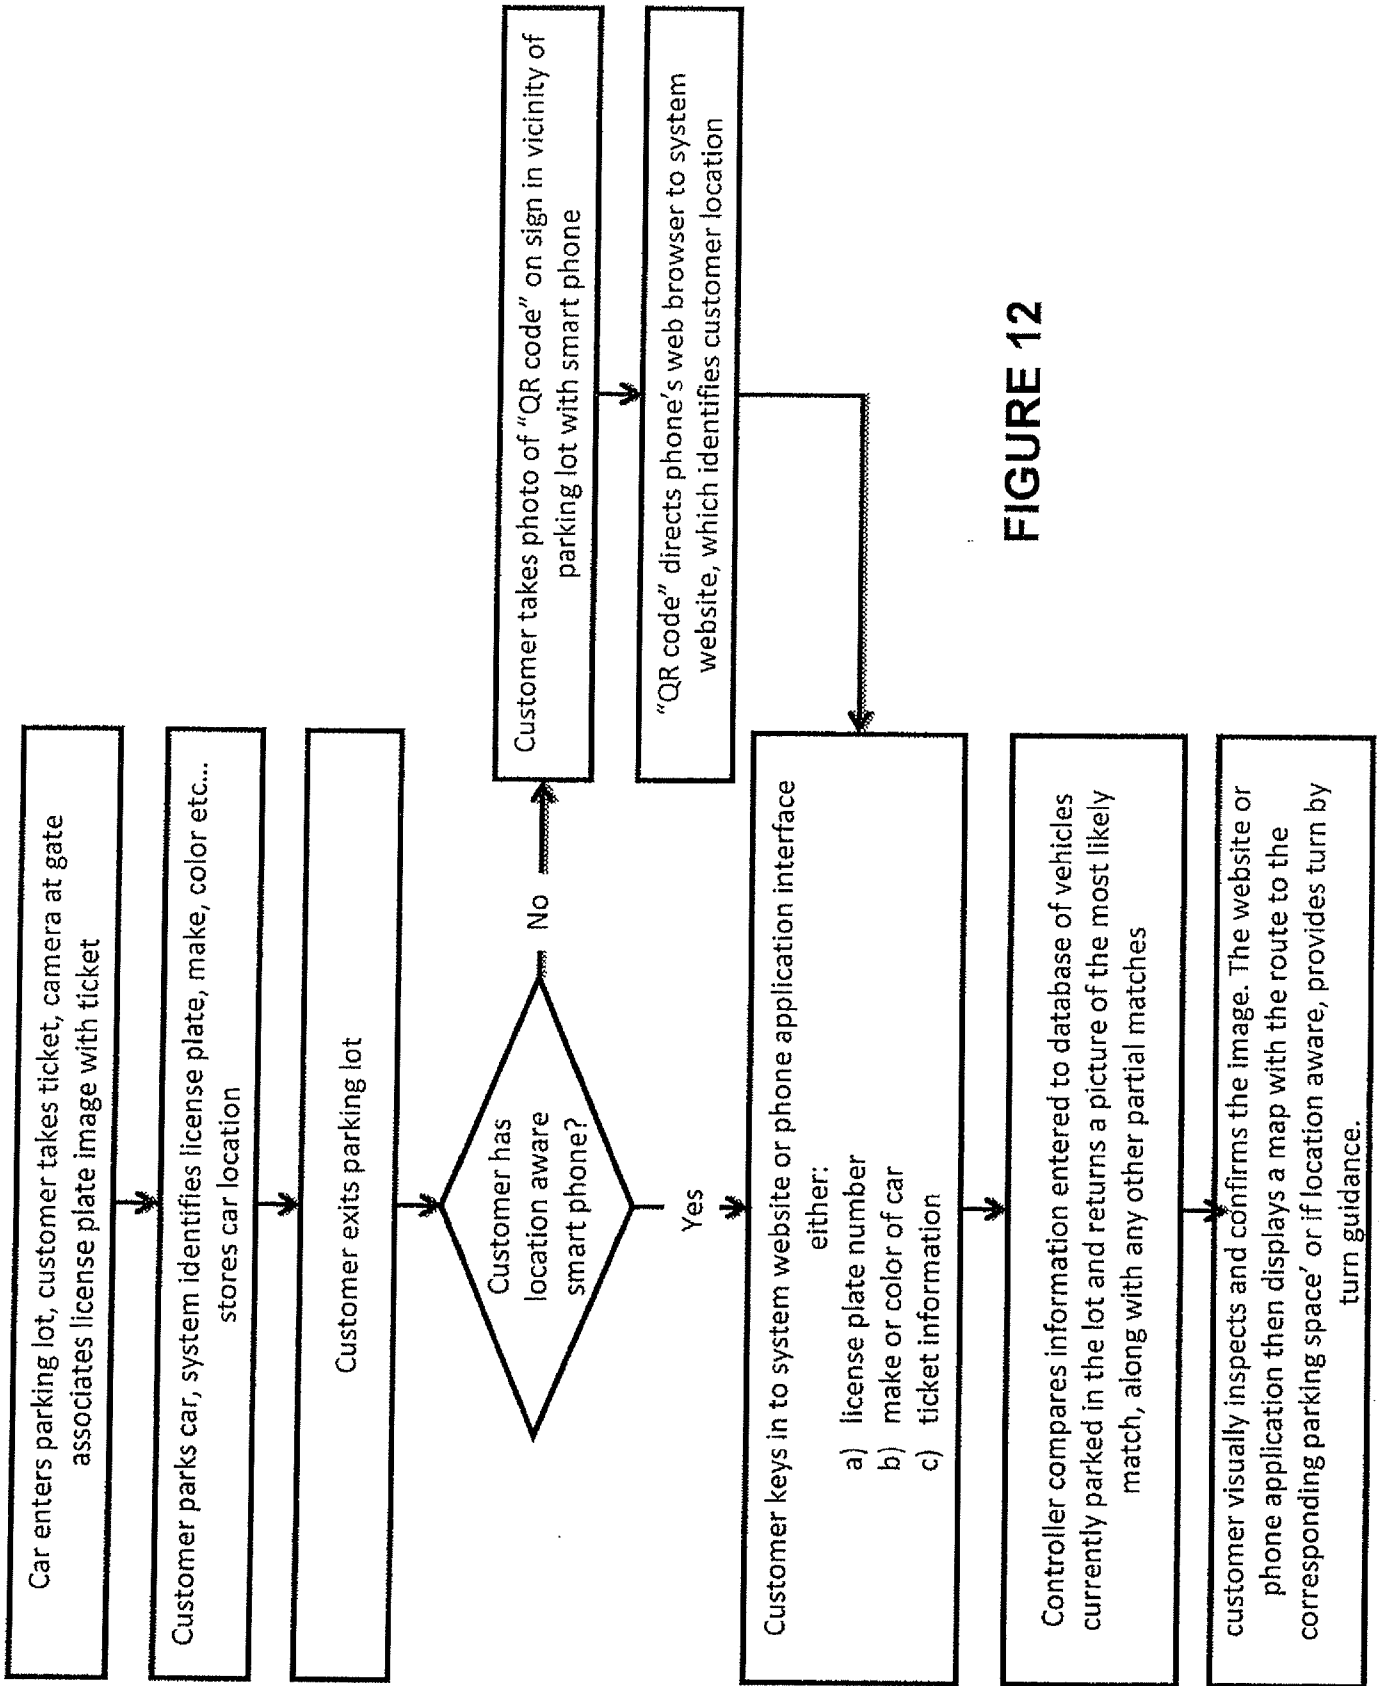 Car enters parking lot, customer takes ticket, camera at gate
associates license plate image with ticket
Customer parks car, system identifies license plate, make, color etc...
stores car location
Customer exits parking lot
Customer has
location aware
smart phone?
No
Customer takes photo of "QR code" on sign in vicinity of
parking lot with smart phone
"QR code" directs phone's web browser to system
website, which identifies customer location
Yes
Customer keys in to system website or phone application interface
either:
a) license plate number
b) make or color of car
c) ticket information
Controller compares information entered to database of vehicles
currently parked in the lot and returns a picture of the most likely
match, along with any other partial matches
customer visually inspects and confirms the image. The website or
phone application then displays a map with the route to the
corresponding parking space' or if location aware, provides turn by
turn guidance.
FIGURE 12